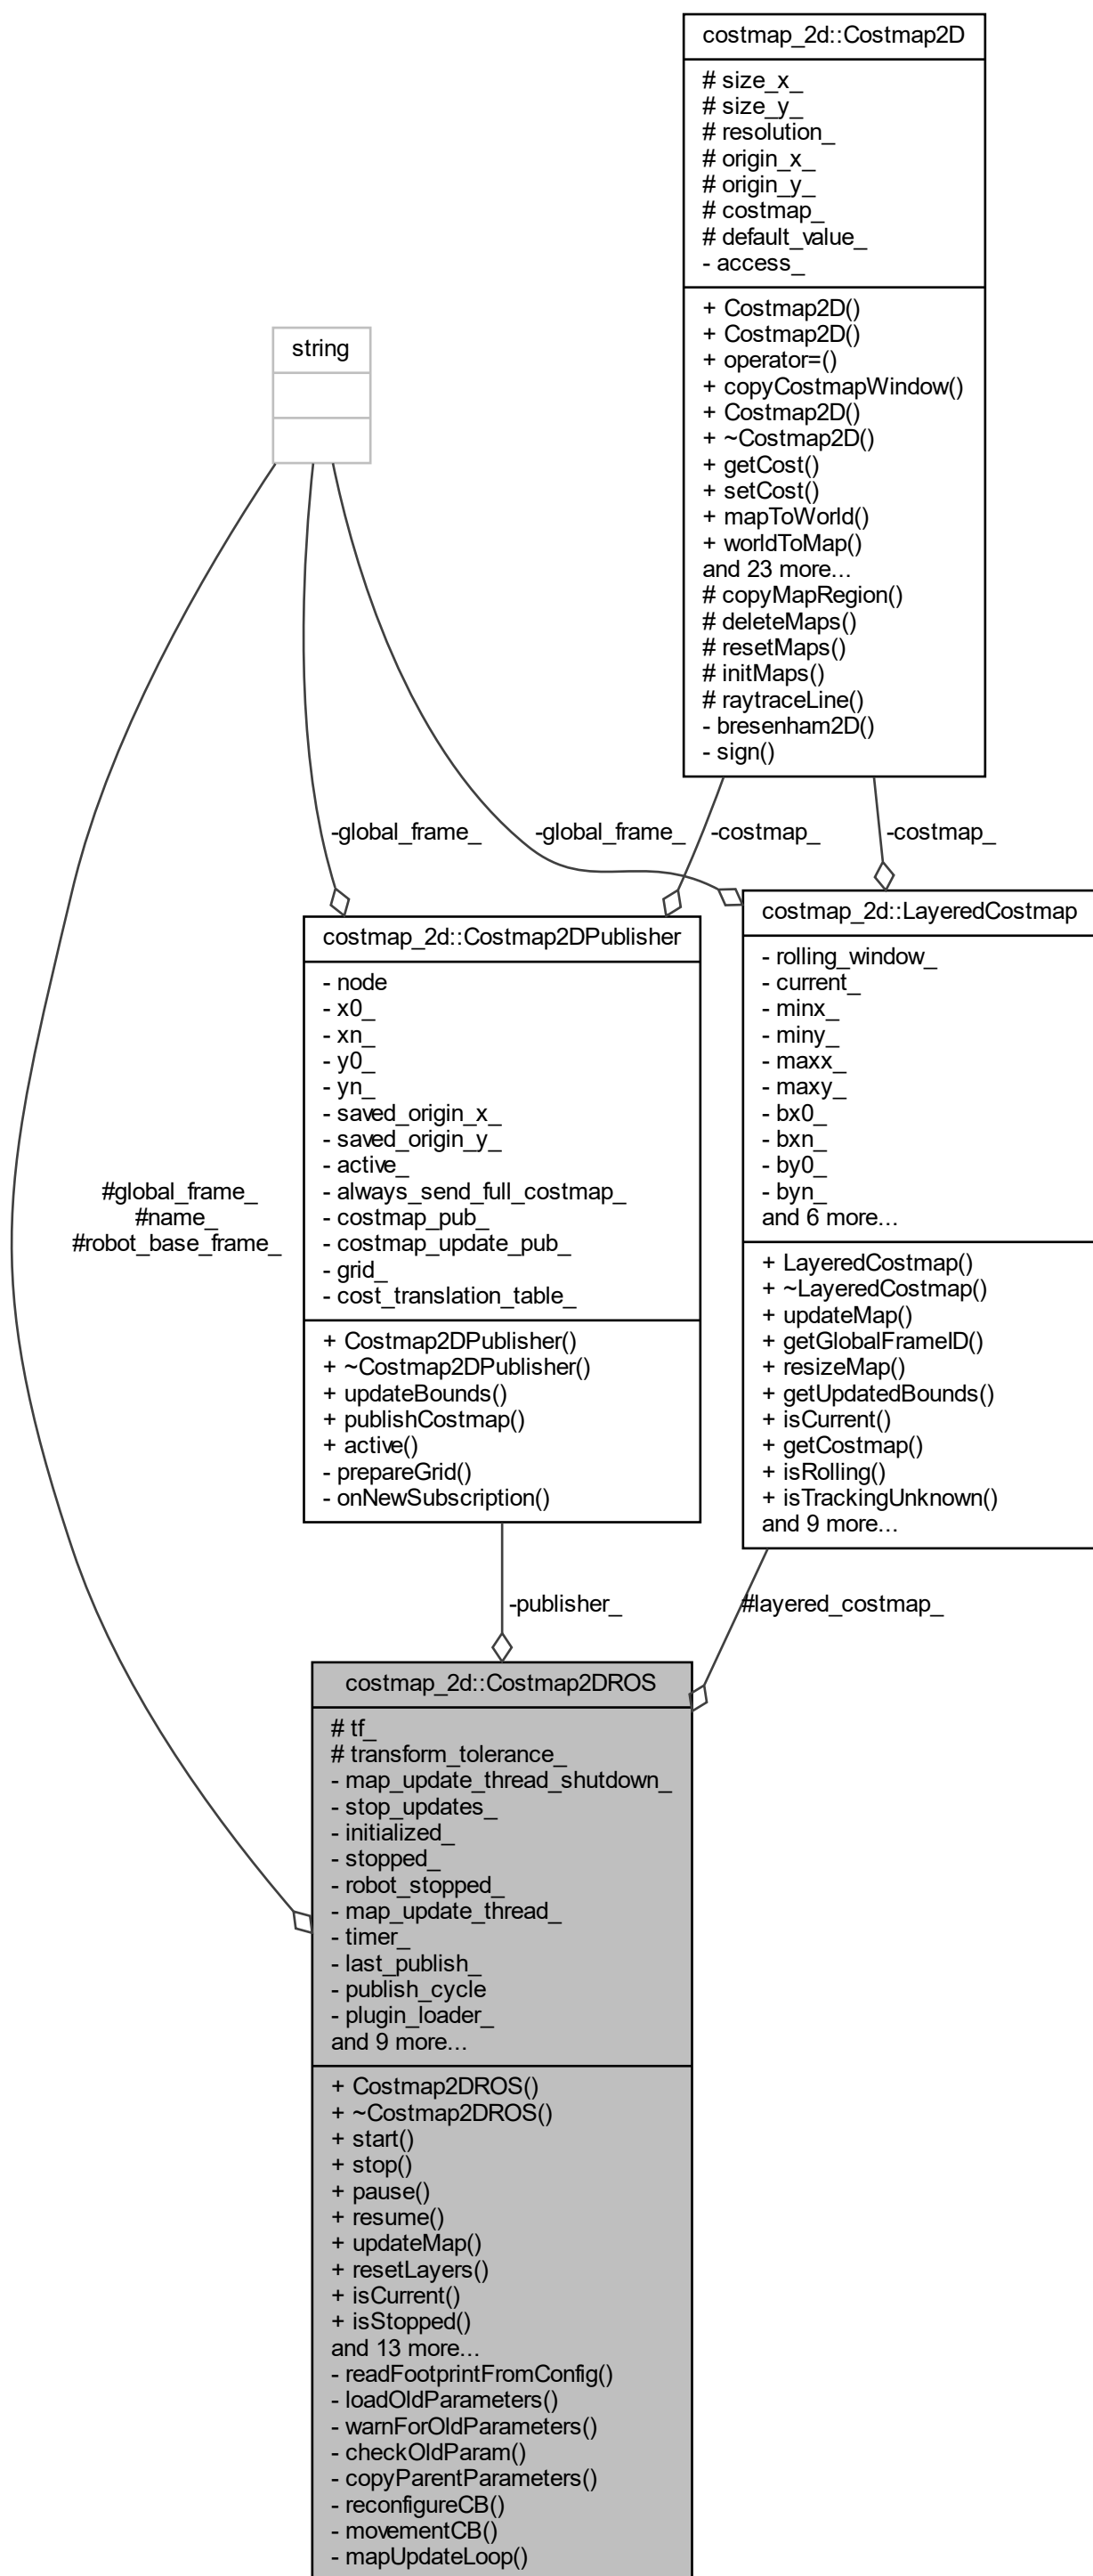 costmap_2d::Costmap2D
# size_x_
# size_y_
# resolution_
# origin_x_
# origin_y_
# costmap_
# default_value_
- access_
+ Costmap2D()
+ Costmap2D()
+ operator=()
+ copyCostmapWindow()
+ Costmap2D()
+ ~Costmap2D()
+ getCost()
+ setCost()
+ mapToWorld()
+ worldToMap()
and 23 more...
# copyMapRegion()
# deleteMaps()
# resetMaps()
# initMaps()
# raytraceLine()
- bresenham2D()
- sign()
string
-global_frame_
-global_frame_
-costmap_
-costmap_
costmap_2d::Costmap2DPublisher
- node
- x0_
- xn_
- y0_
- yn_
- saved_origin_x_
- saved_origin_y_
- active_
- always_send_full_costmap_
- costmap_pub_
- costmap_update_pub_
- grid_
- cost_translation_table_
+ Costmap2DPublisher()
+ ~Costmap2DPublisher()
+ updateBounds()
+ publishCostmap()
+ active()
- prepareGrid()
- onNewSubscription()
costmap_2d::LayeredCostmap
- rolling_window_
- current_
- minx_
- miny_
- maxx_
- maxy_
- bx0_
- bxn_
- by0_
- byn_
and 6 more...
+ LayeredCostmap()
+ ~LayeredCostmap()
+ updateMap()
+ getGlobalFrameID()
+ resizeMap()
+ getUpdatedBounds()
+ isCurrent()
+ getCostmap()
+ isRolling()
+ isTrackingUnknown()
and 9 more...
#global_frame_
#name_
#robot_base_frame_
-publisher_
#layered_costmap_
costmap_2d::Costmap2DROS
# tf_
# transform_tolerance_
- map_update_thread_shutdown_
- stop_updates_
- initialized_
- stopped_
- robot_stopped_
- map_update_thread_
- timer_
- last_publish_
- publish_cycle
- plugin_loader_
and 9 more...
+ Costmap2DROS()
+ ~Costmap2DROS()
+ start()
+ stop()
+ pause()
+ resume()
+ updateMap()
+ resetLayers()
+ isCurrent()
+ isStopped()
and 13 more...
- readFootprintFromConfig()
- loadOldParameters()
- warnForOldParameters()
- checkOldParam()
- copyParentParameters()
- reconfigureCB()
- movementCB()
- mapUpdateLoop()